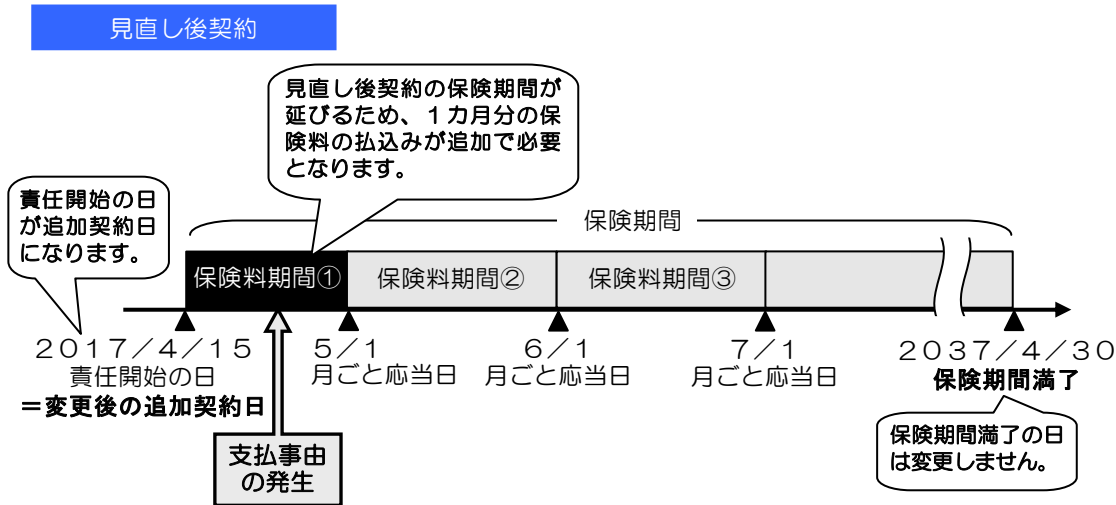 見直し後契約
見直し後契約の保険期間が
延びるため、１カ月分の保
険料の払込みが追加で必要
となります。
責任開始の日
が追加契約日
になります。
保険期間
保険料期間①
保険料期間②
保険料期間③
２０１７／４／１５
５／１
６／１
７／１
２０３７／４／３０
責任開始の日
月ごと応当日
月ごと応当日
月ごと応当日
保険期間満了
＝変更後の追加契約日
支払事由
の発生
保険期間満了の日
は変更しません。